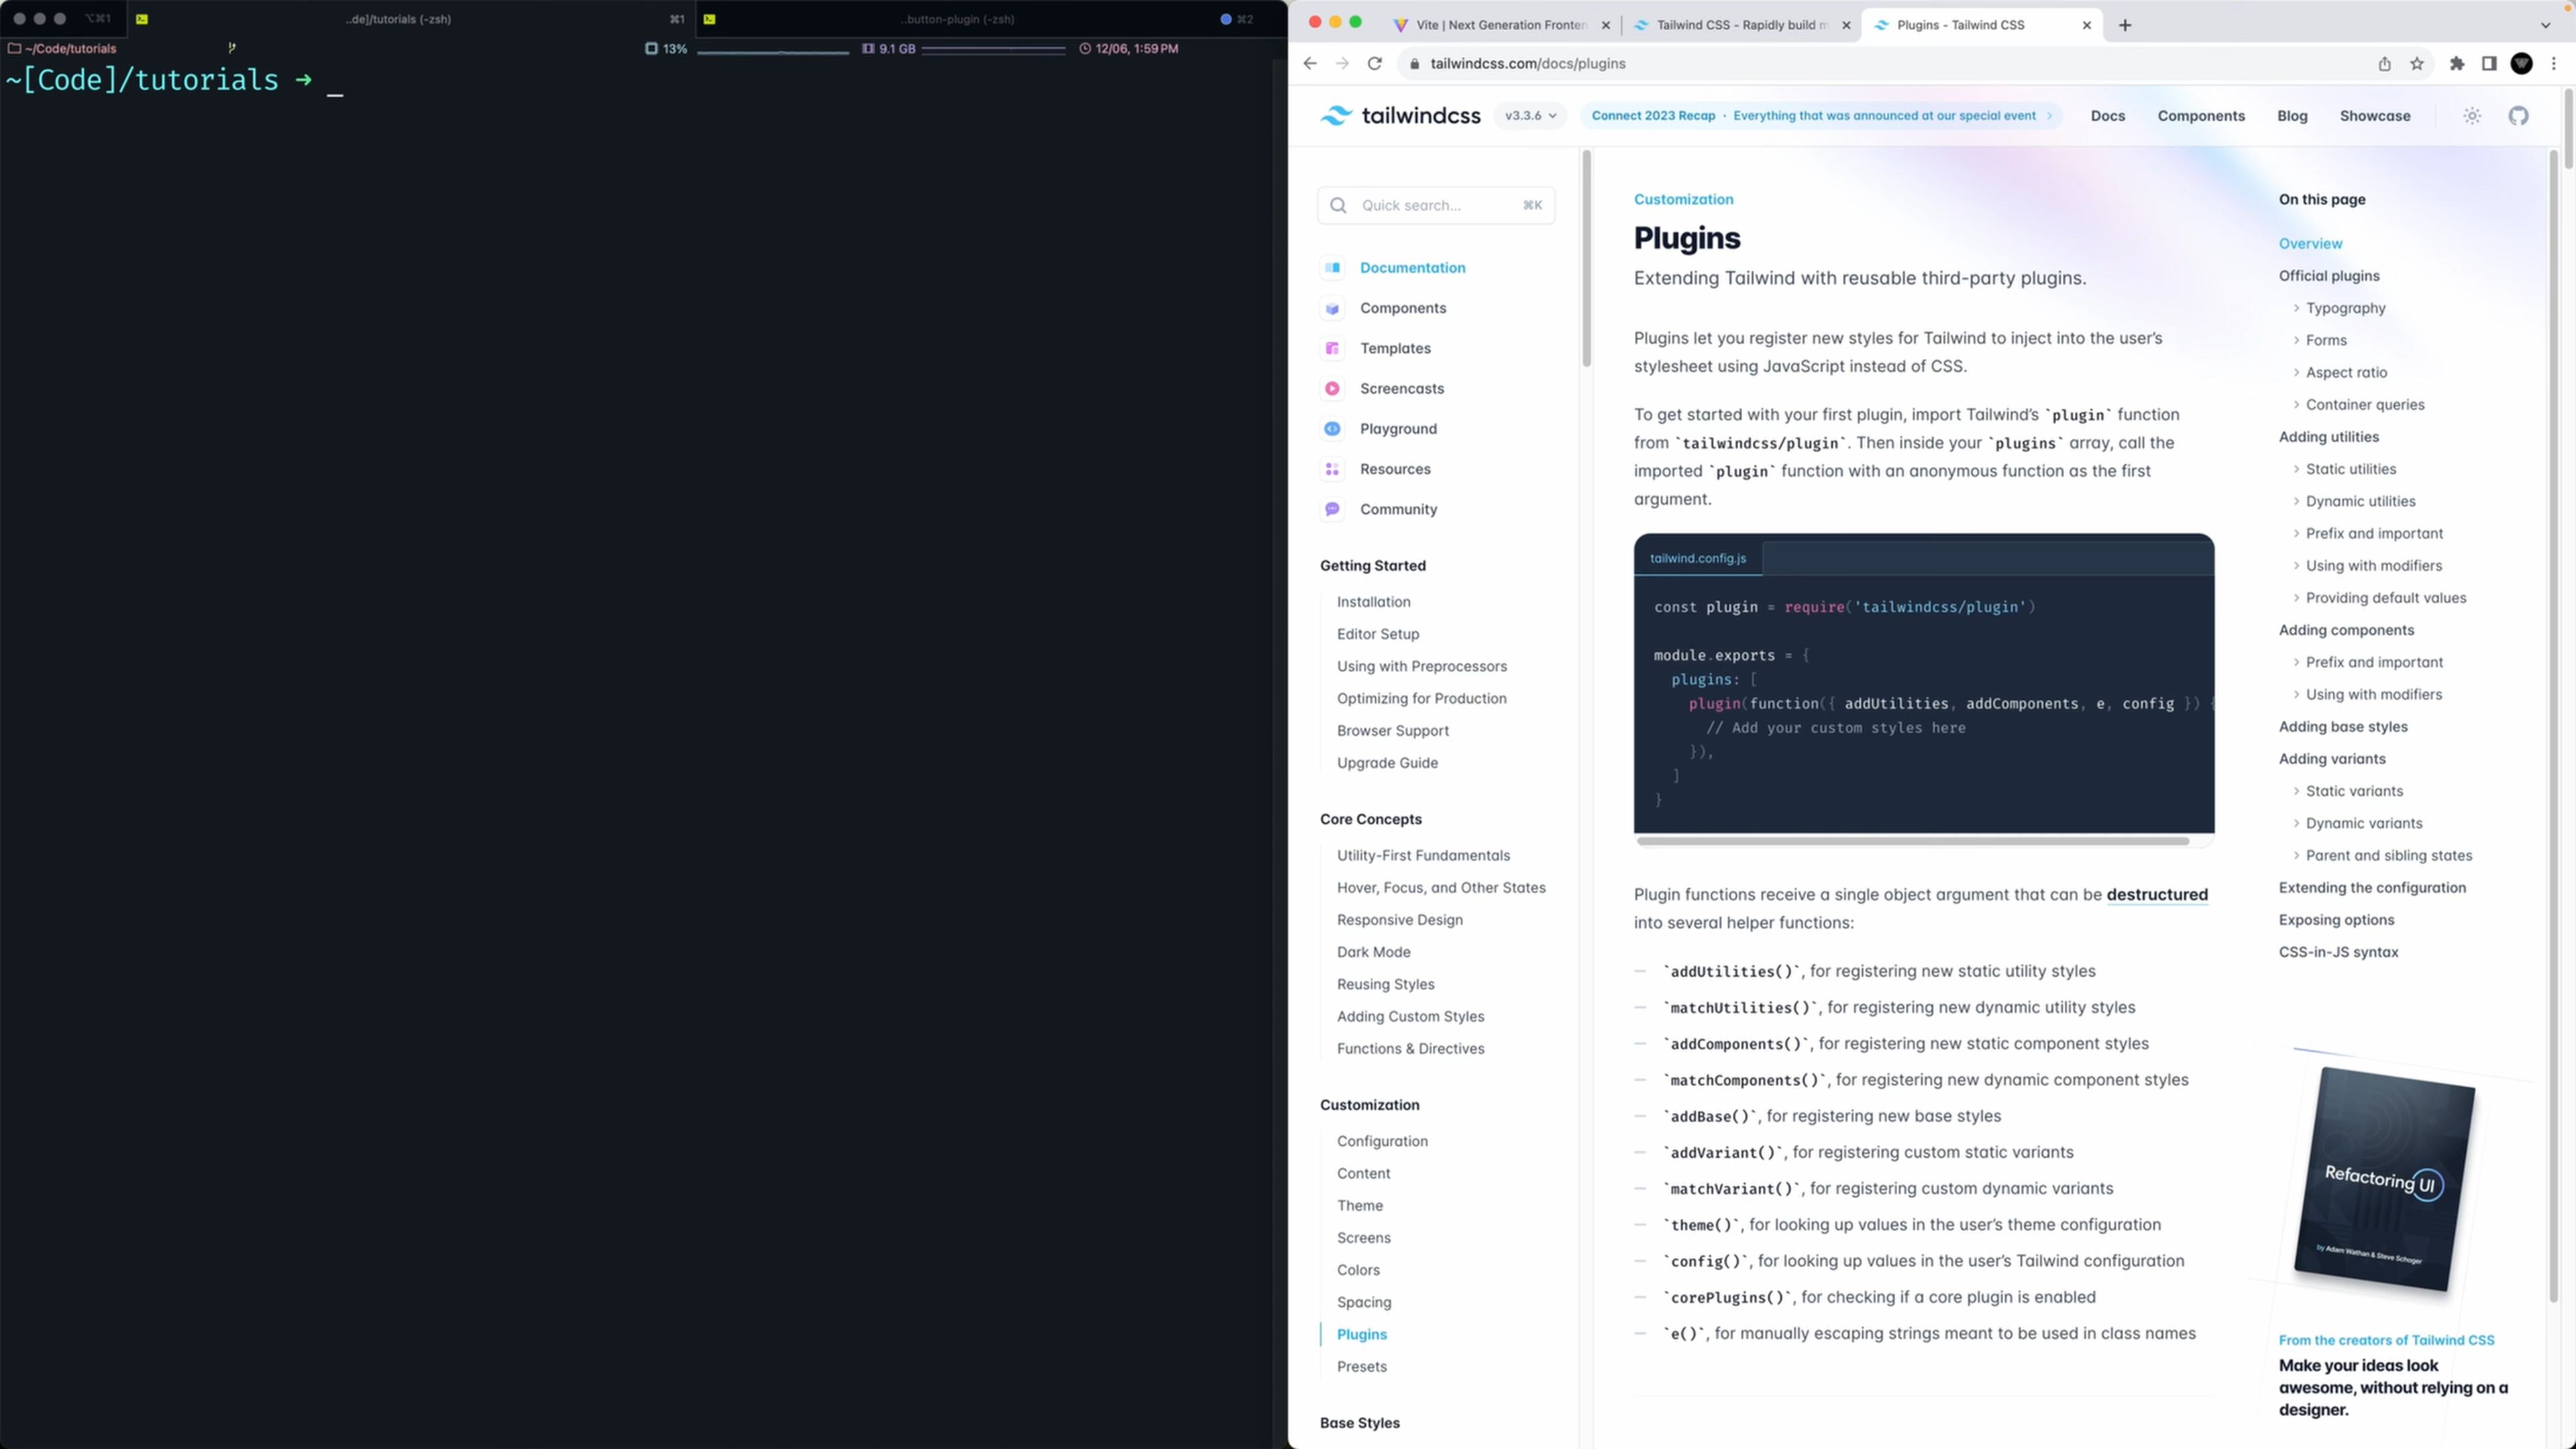 ⌥⌘1
..de]/tutorials (-zsh)
⌘1
..button-plugin (-zsh)
⌘2
~/Code/tutorials
13%
9.1 GB
12/06, 1:59 PM
~[Code]/tutorials ➜ _
Vite | Next Generation Fronten
Tailwind CSS - Rapidly build m
Plugins - Tailwind CSS
tailwindcss.com/docs/plugins
tailwindcss
v3.3.6
Connect 2023 Recap · Everything that was announced at our special event
Docs
Components
Blog
Showcase
Quick search...
⌘K
Documentation
Components
Templates
Screencasts
Playground
Resources
Community
Getting Started
Installation
Editor Setup
Using with Preprocessors
Optimizing for Production
Browser Support
Upgrade Guide
Core Concepts
Utility-First Fundamentals
Hover, Focus, and Other States
Responsive Design
Dark Mode
Reusing Styles
Adding Custom Styles
Functions & Directives
Customization
Configuration
Content
Theme
Screens
Colors
Spacing
Plugins
Presets
Base Styles
Customization
Plugins
Extending Tailwind with reusable third-party plugins.
Plugins let you register new styles for Tailwind to inject into the user’s
stylesheet using JavaScript instead of CSS.
To get started with your first plugin, import Tailwind’s `plugin` function
from `tailwindcss/plugin`. Then inside your `plugins` array, call the
imported `plugin` function with an anonymous function as the first
argument.
tailwind.config.js
const plugin = require('tailwindcss/plugin')
module.exports = {
plugins: [
plugin(function({ addUtilities, addComponents, e, config }) {
// Add your custom styles here
}),
]
}
Plugin functions receive a single object argument that can be destructured
into several helper functions:
— `addUtilities()`, for registering new static utility styles
— `matchUtilities()`, for registering new dynamic utility styles
— `addComponents()`, for registering new static component styles
— `matchComponents()`, for registering new dynamic component styles
— `addBase()`, for registering new base styles
— `addVariant()`, for registering custom static variants
— `matchVariant()`, for registering custom dynamic variants
— `theme()`, for looking up values in the user’s theme configuration
— `config()`, for looking up values in the user’s Tailwind configuration
— `corePlugins()`, for checking if a core plugin is enabled
— `e()`, for manually escaping strings meant to be used in class names
On this page
Overview
Official plugins
Typography
Forms
Aspect ratio
Container queries
Adding utilities
Static utilities
Dynamic utilities
Prefix and important
Using with modifiers
Providing default values
Adding components
Prefix and important
Using with modifiers
Adding base styles
Adding variants
Static variants
Dynamic variants
Parent and sibling states
Extending the configuration
Exposing options
CSS-in-JS syntax
Refactoring UI
by Adam Wathan & Steve Schoger
From the creators of Tailwind CSS
Make your ideas look
awesome, without relying on a
designer.